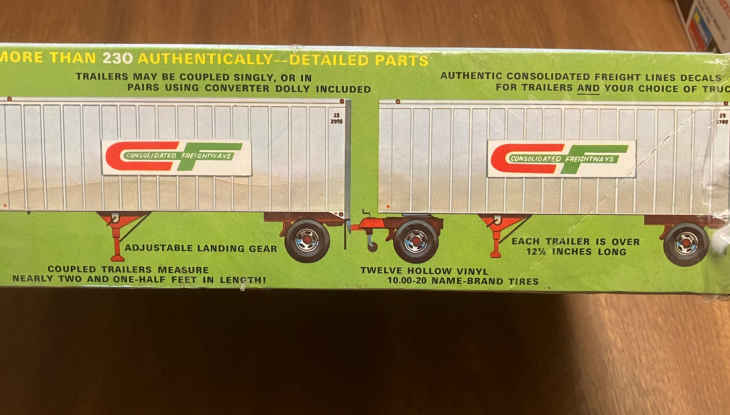 MORE THAN 230 AUTHENTICALLY--DETAILED PARTS
TRAILERS MAY BE COUPLED SINGLY, OR IN
PAIRS USING CONVERTER DOLLY INCLUDED
AUTHENTIC CONSOLIDATED FREIGHT LINES DECALS
FOR TRAILERS AND YOUR CHOICE OF TRUC
CONSOLIDATED FREIGHTWAYS
CONSOLIDATED FREIGHTWAYS
ADJUSTABLE LANDING GEAR
EACH TRAILER IS OVER
12½ INCHES LONG
COUPLED TRAILERS MEASURE
NEARLY TWO AND ONE-HALF FEET IN LENGTH!
TWELVE HOLLOW VINYL
10.00-20 NAME-BRAND TIRES